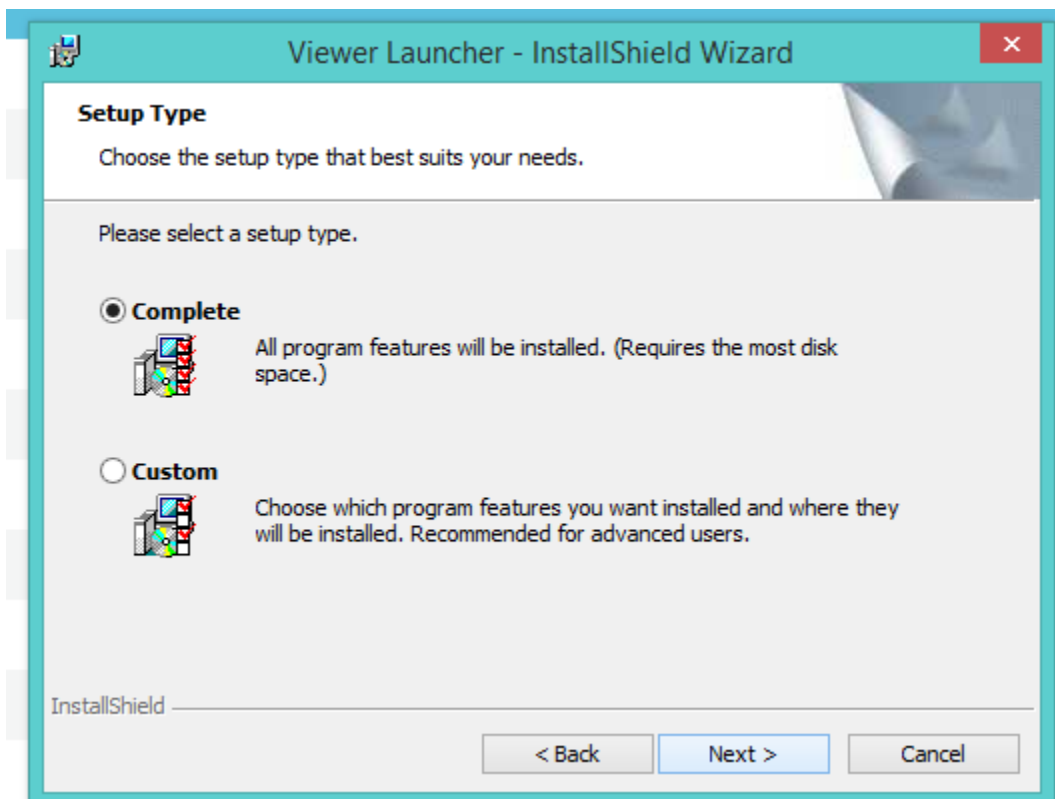 Viewer Launcher - InstallShield Wizard
Setup Type
Choose the setup type that best suits your needs.
Please select a setup type.
Complete
All program features will be installed. (Requires the most disk
space.)
Custom
Choose which program features you want installed and where they
will be installed. Recommended for advanced users.
InstallShield
< Back
Next >
Cancel